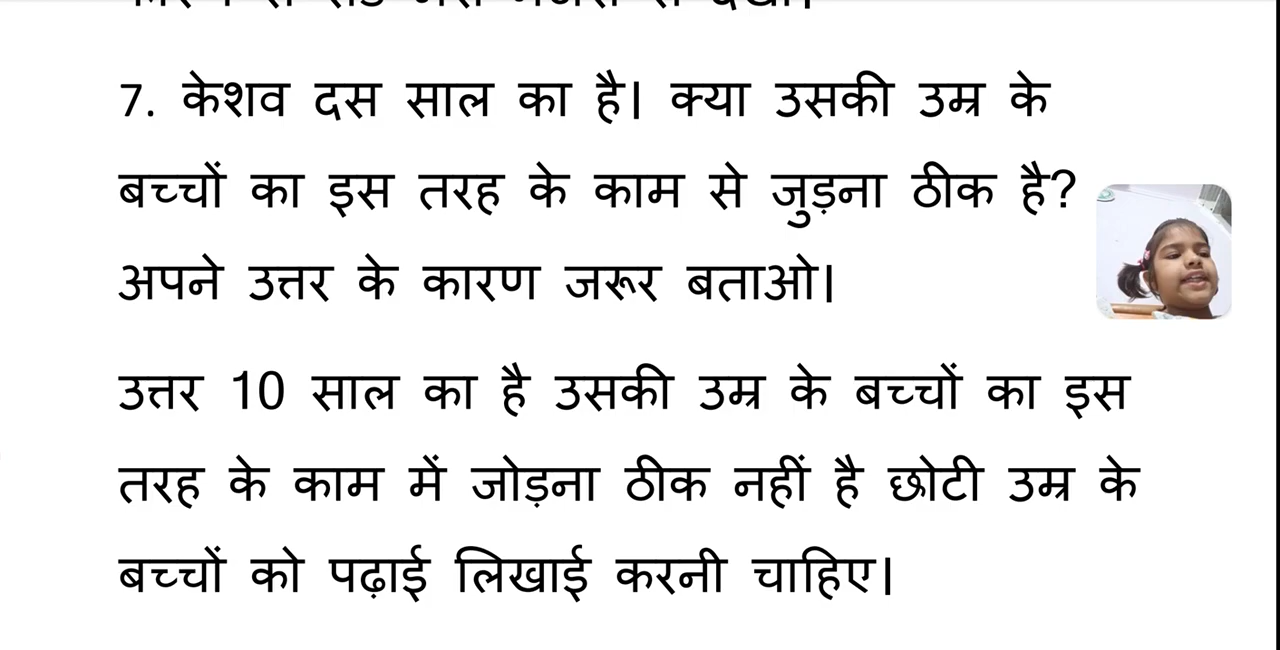 7. केशव दस साल का है। क्या उसकी उम्र के
बच्चों का इस तरह के काम से जुड़ना ठीक है?
अपने उत्तर के कारण जरूर बताओ।
उत्तर 10 साल का है उसकी उम्र के बच्चों का इस
तरह के काम में जोड़ना ठीक नहीं है छोटी उम्र के
बच्चों को पढ़ाई लिखाई करनी चाहिए।